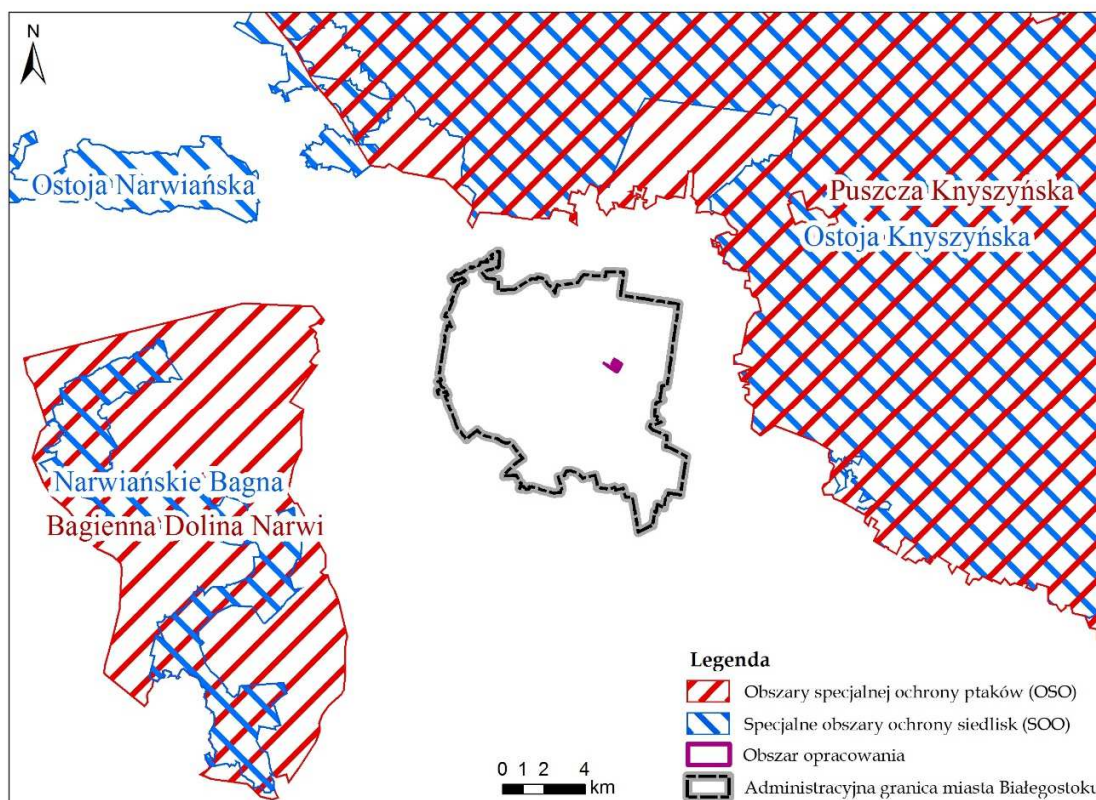 N
Ostoja Narwiańska
Puszcza Knyszyńska
Ostoja Knyszyńska
Narwiańskie Bagna
Bagienna Dolina Narwi
Legenda
Obszary specjalnej ochrony ptaków (OSO)
Specjalne obszary ochrony siedlisk (SOO)
Obszar opracowania
Administracyjna granica miasta Białegostoku
0 1 2 4
km